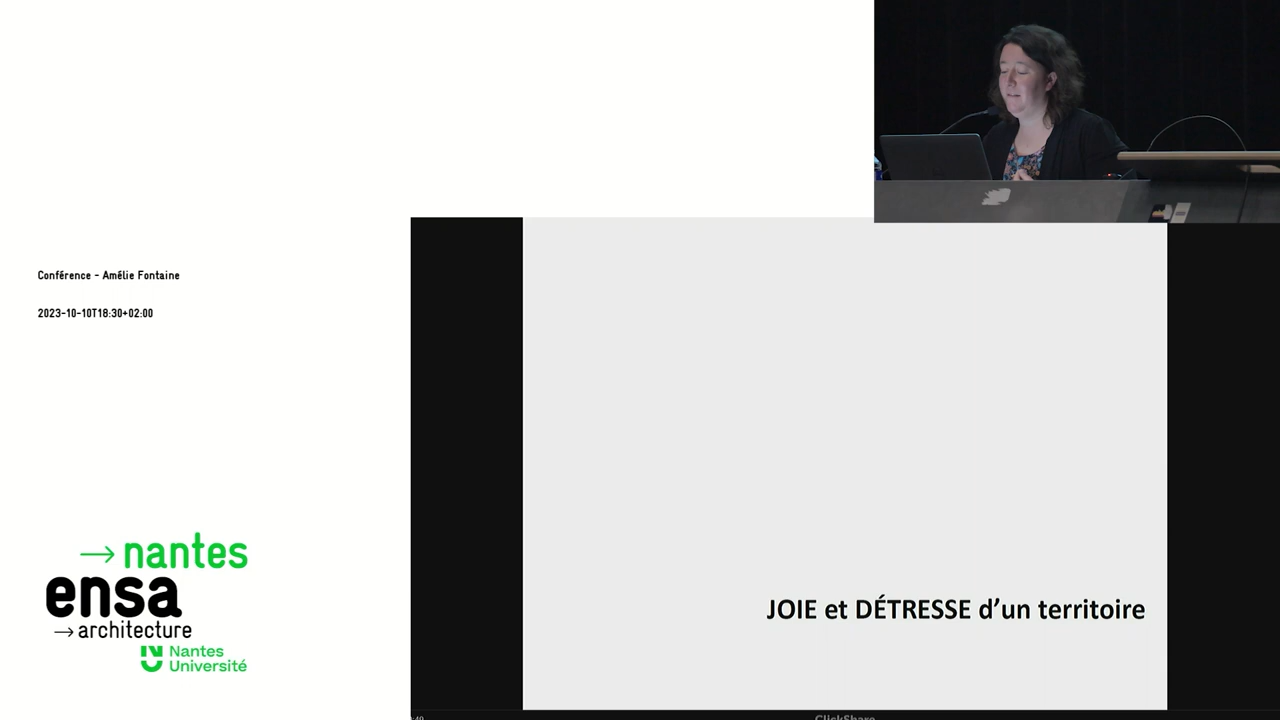 Conférence - Amélie Fontaine
2023-10-10T18:30+02:00
→nantes
ensa
→architecture
Nantes
Université
JOIE et DÉTRESSE d’un territoire
ClickShare